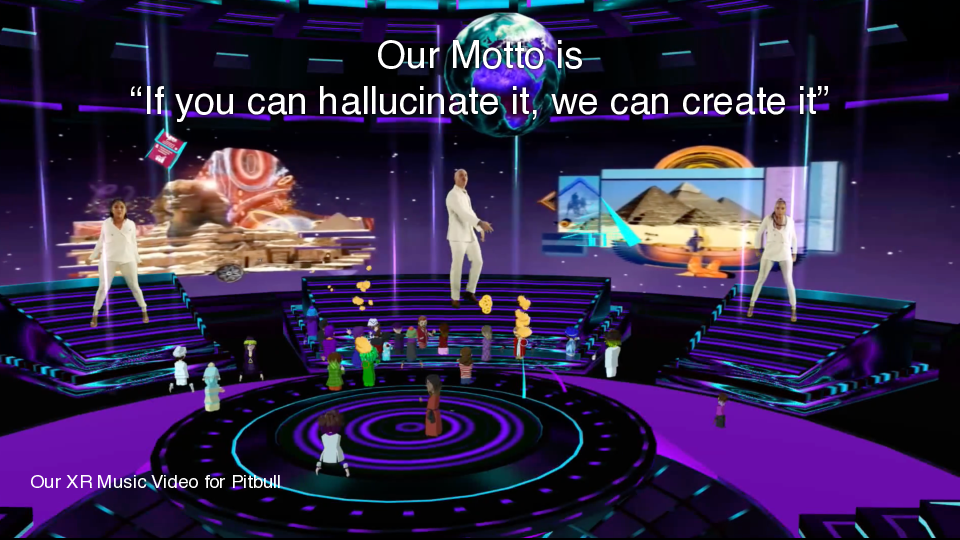 Our Motto is
“If you can hallucinate it, we can create it”
Our XR Music Video for Pitbull